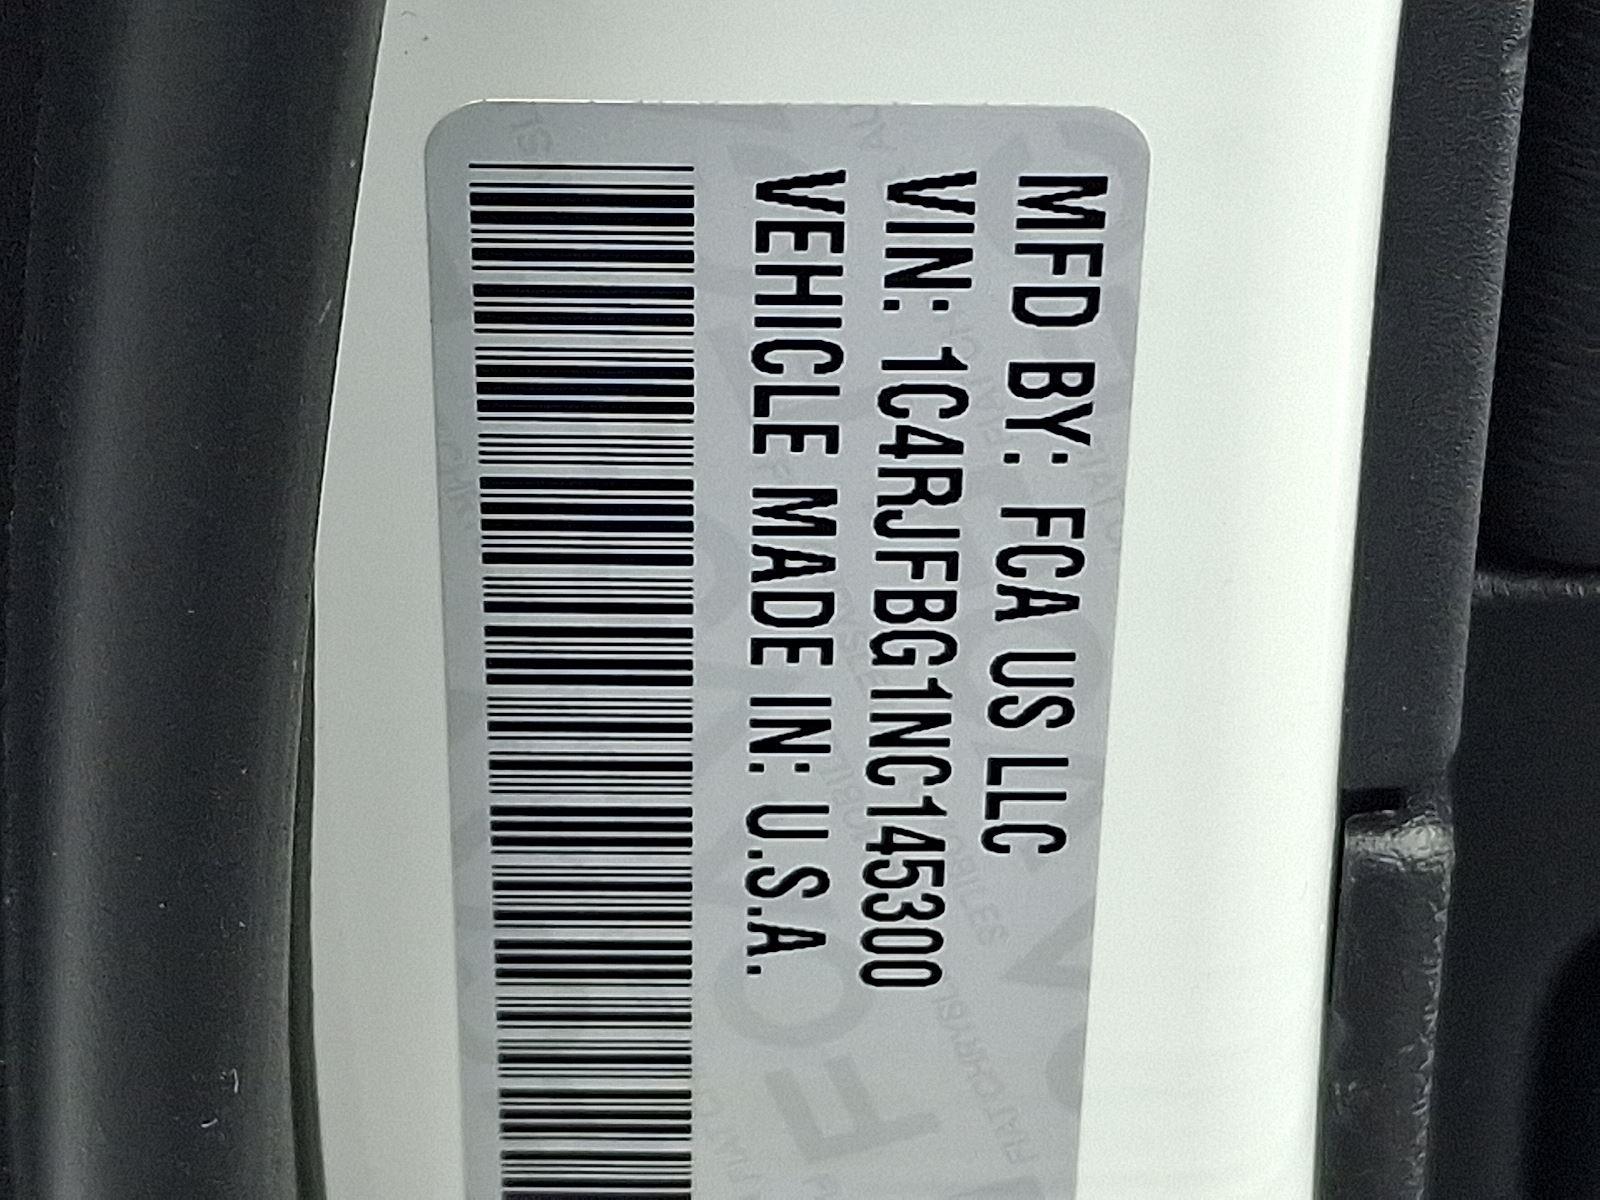 MFD BY: FCA US LLC
VIN: 1C4RJFBG1NC145300
VEHICLE MADE IN: U.S.A.